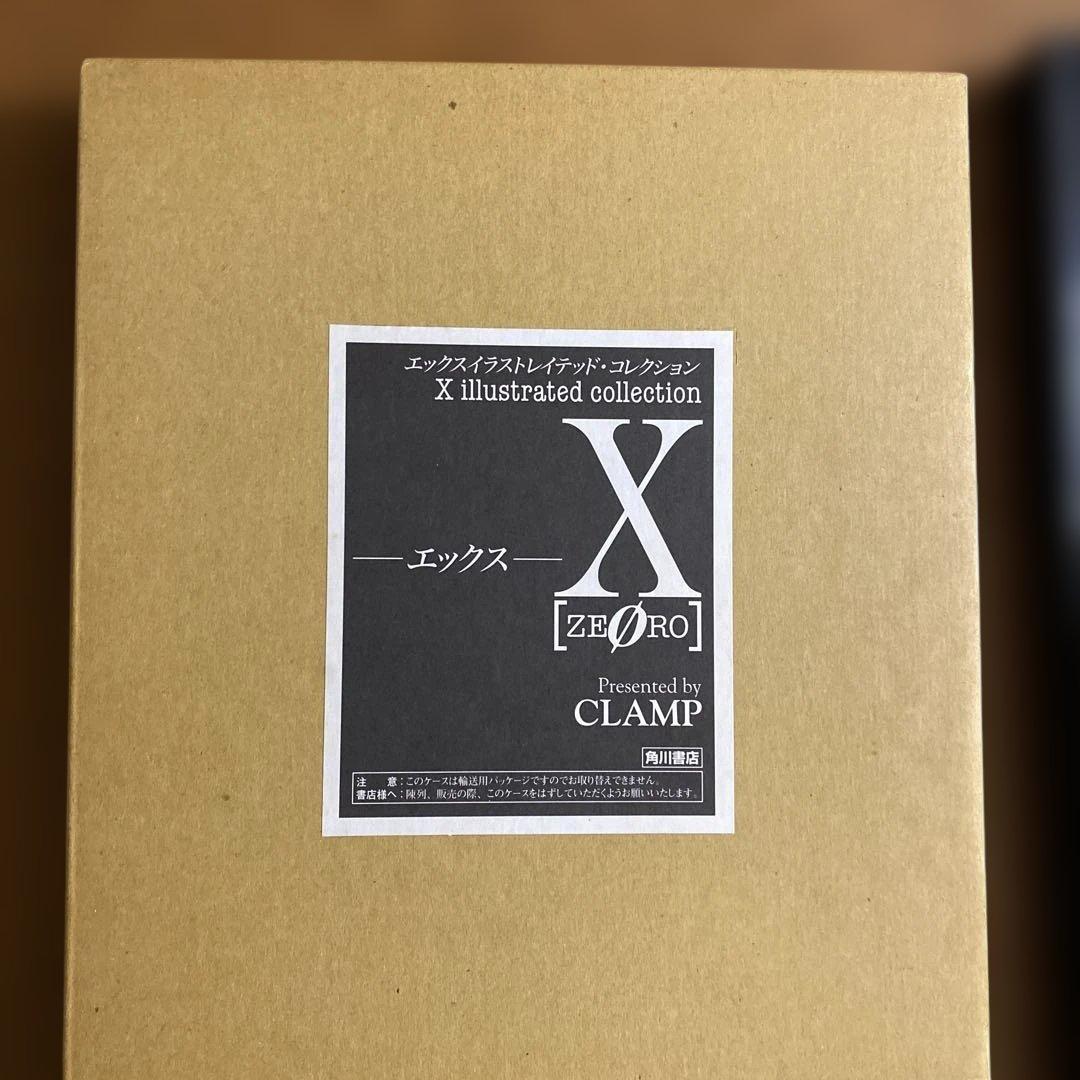 エックスイラストレイテッド・コレクション
X illustrated collection
X
―エックス―
[ZEØRO]
Presented by
CLAMP
角川書店
注　意：このケースは輸送用パッケージですのでお取り替えできません。
書店様へ：陳列、販売の際、このケースをはずしていただくようお願いいたします。